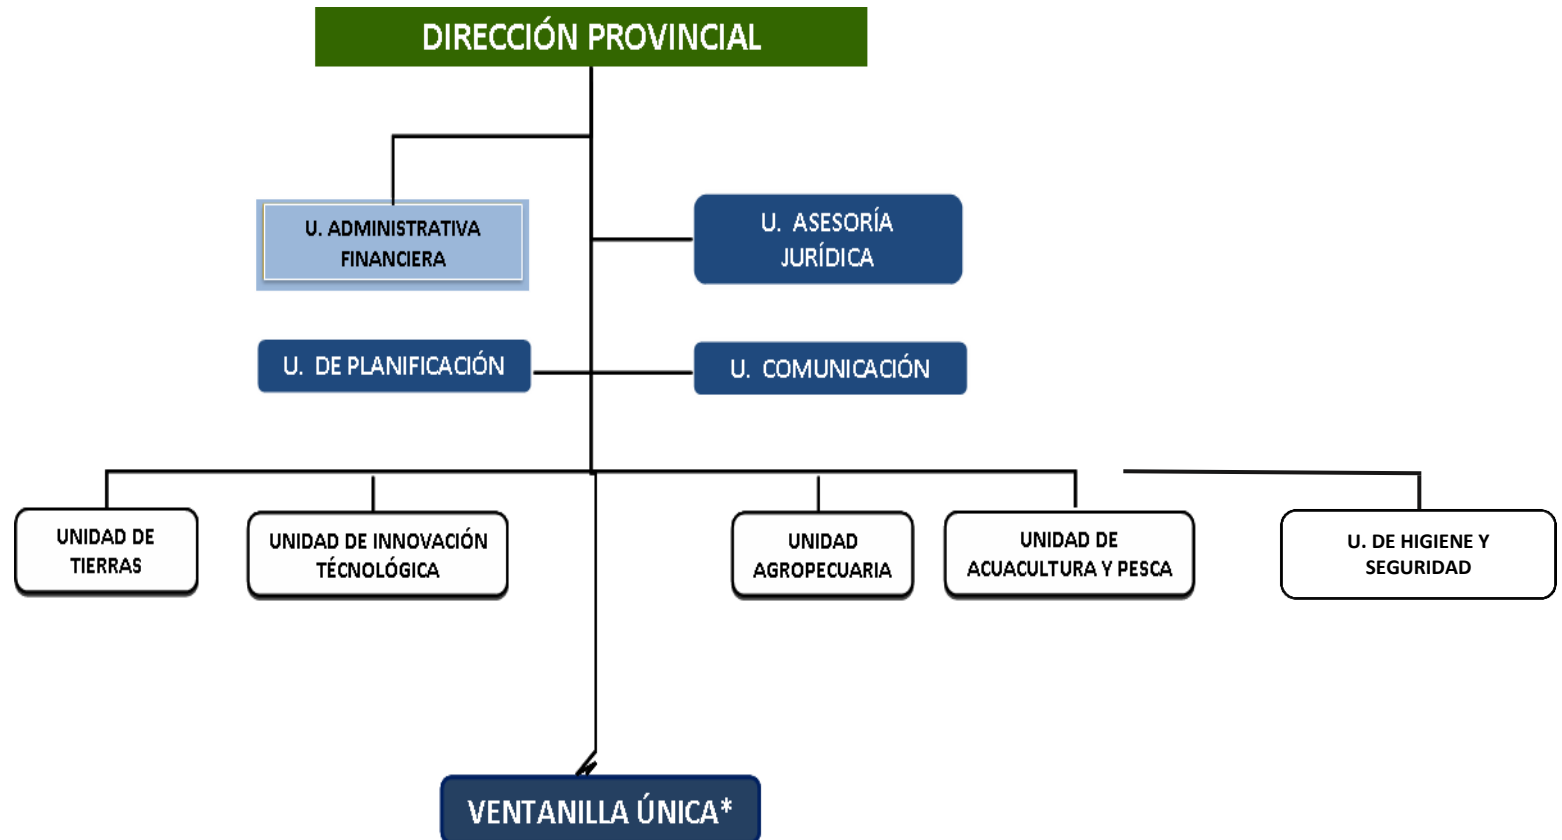 DIRECCIÓN PROVINCIAL
U. ADMINISTRATIVA
FINANCIERA
U. ASESORÍA
JURÍDICA
U. DE PLANIFICACIÓN
U. COMUNICACIÓN
UNIDAD DE
TIERRAS
UNIDAD DE INNOVACIÓN
TÉCNOLÓGICA
UNIDAD
AGROPECUARIA
UNIDAD DE
ACUACULTURA Y PESCA
U. DE HIGIENE Y
SEGURIDAD
VENTANILLA ÚNICA*